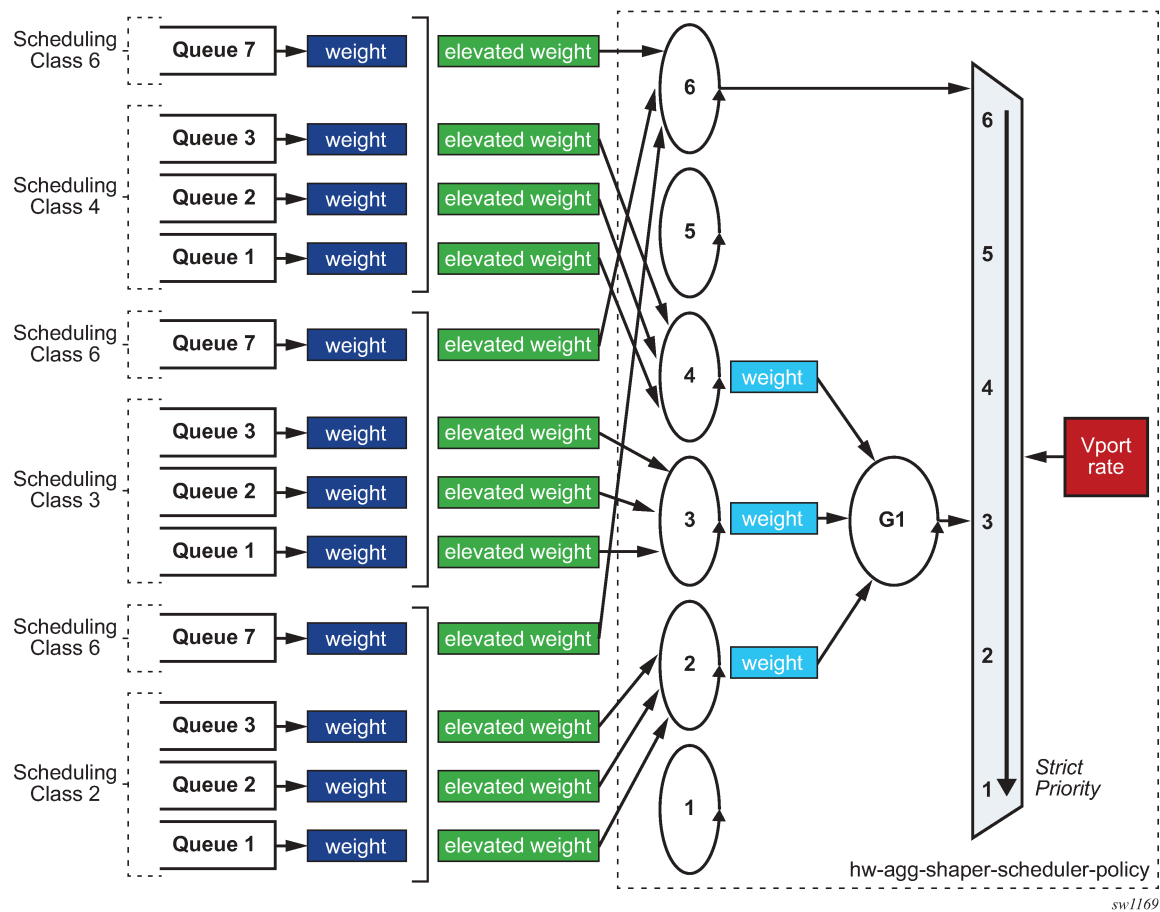 Scheduling
Class 6
Queue 7
weight
elevated weight
Scheduling
Class 4
Queue 3
weight
elevated weight
Queue 2
weight
elevated weight
Queue 1
weight
elevated weight
Scheduling
Class 6
Queue 7
weight
elevated weight
Scheduling
Class 3
Queue 3
weight
elevated weight
Queue 2
weight
elevated weight
Queue 1
weight
elevated weight
Scheduling
Class 6
Queue 7
weight
elevated weight
Scheduling
Class 2
Queue 3
weight
elevated weight
Queue 2
weight
elevated weight
Queue 1
weight
elevated weight
6
5
4
3
2
1
weight
weight
weight
G1
6
5
4
3
2
1
Strict
Priority
Vport
rate
hw-agg-shaper-scheduler-policy
sw1169